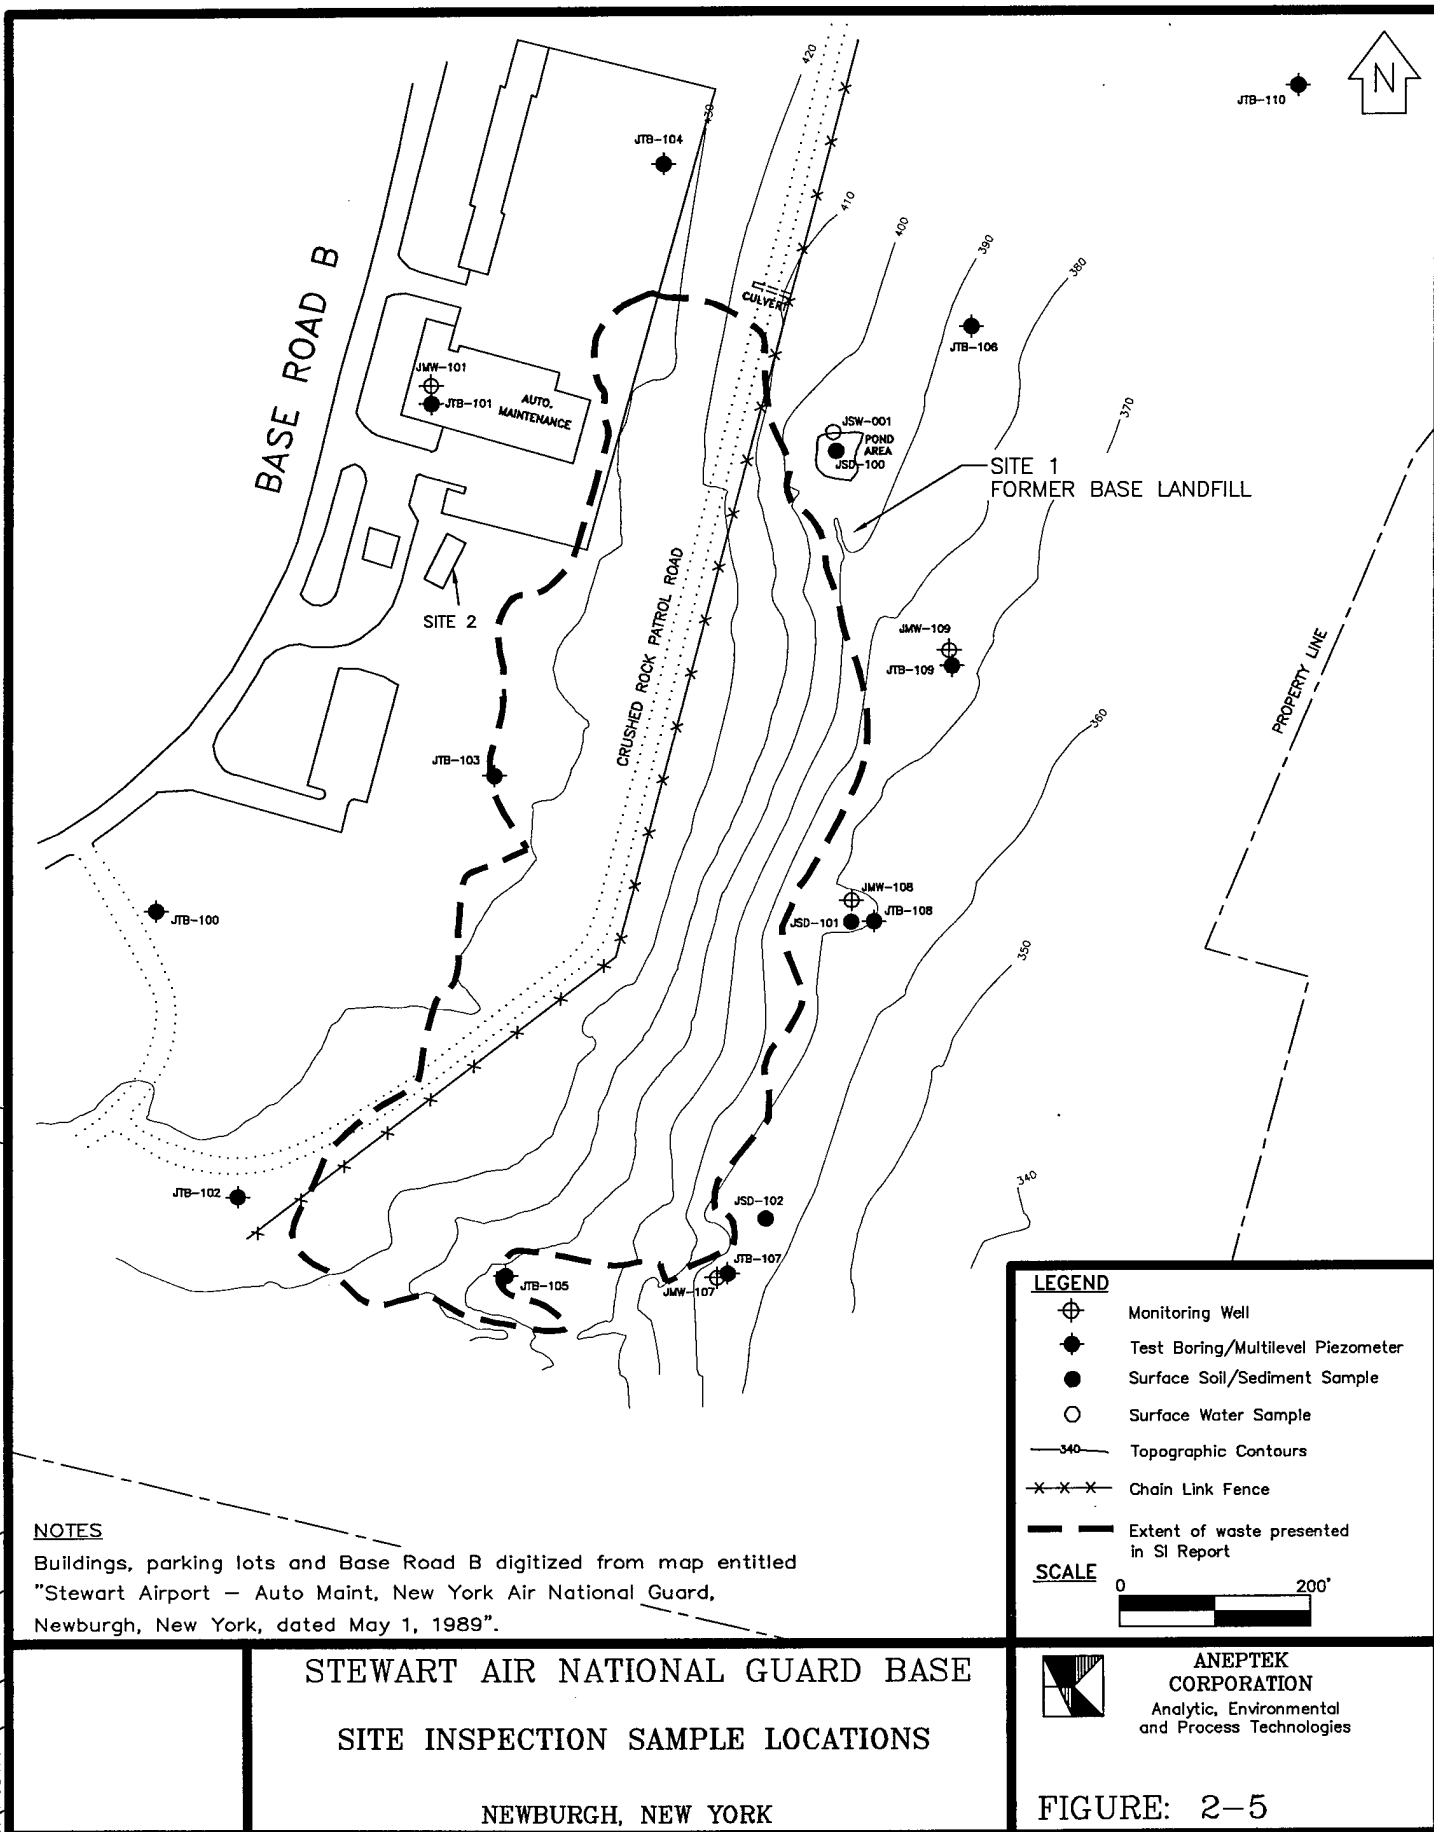 N
JTB-110
420
430
JTB-104
410
400
390
380
BASE ROAD B
CULVERT
JTB-106
JMW-101
JTB-101
AUTO.
MAINTENANCE
370
JSW-001
POND
AREA
JSD-100
SITE 1
FORMER BASE LANDFILL
SITE 2
CRUSHED ROCK PATROL ROAD
JMW-109
JTB-109
PROPERTY LINE
360
JTB-103
JMW-108
JTB-100
JSD-101
JTB-108
350
JTB-102
JSD-102
340
JTB-107
JTB-105
JMW-107
LEGEND
Monitoring Well
Test Boring/Multilevel Piezometer
Surface Soil/Sediment Sample
Surface Water Sample
340
Topographic Contours
Chain Link Fence
Extent of waste presented
in SI Report
SCALE
0 200'
NOTES
Buildings, parking lots and Base Road B digitized from map entitled
"Stewart Airport – Auto Maint, New York Air National Guard,
Newburgh, New York, dated May 1, 1989".
STEWART AIR NATIONAL GUARD BASE
SITE INSPECTION SAMPLE LOCATIONS
NEWBURGH, NEW YORK
ANEPTEK
CORPORATION
Analytic, Environmental
and Process Technologies
FIGURE: 2-5